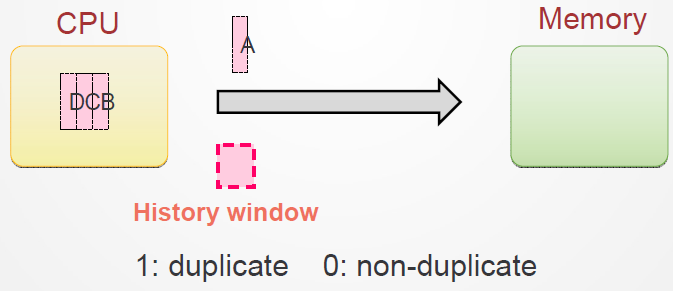 CPU
Memory
A
DCB
History window
1: duplicate 0: non-duplicate